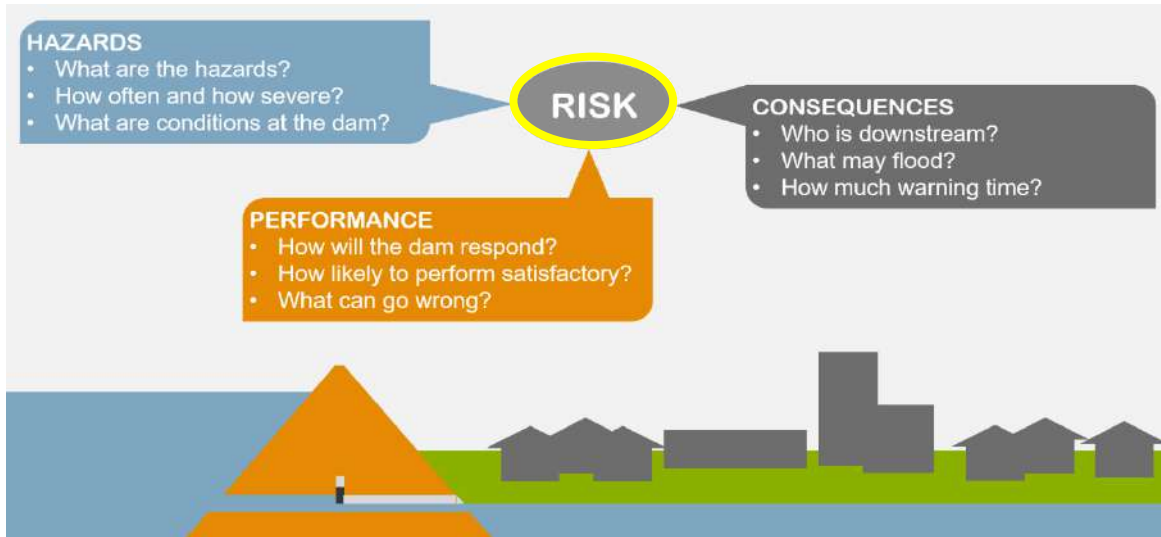 HAZARDS
• What are the hazards?
• How often and how severe?
• What are conditions at the dam?
RISK
CONSEQUENCES
• Who is downstream?
• What may flood?
• How much warning time?
PERFORMANCE
• How will the dam respond?
• How likely to perform satisfactory?
• What can go wrong?